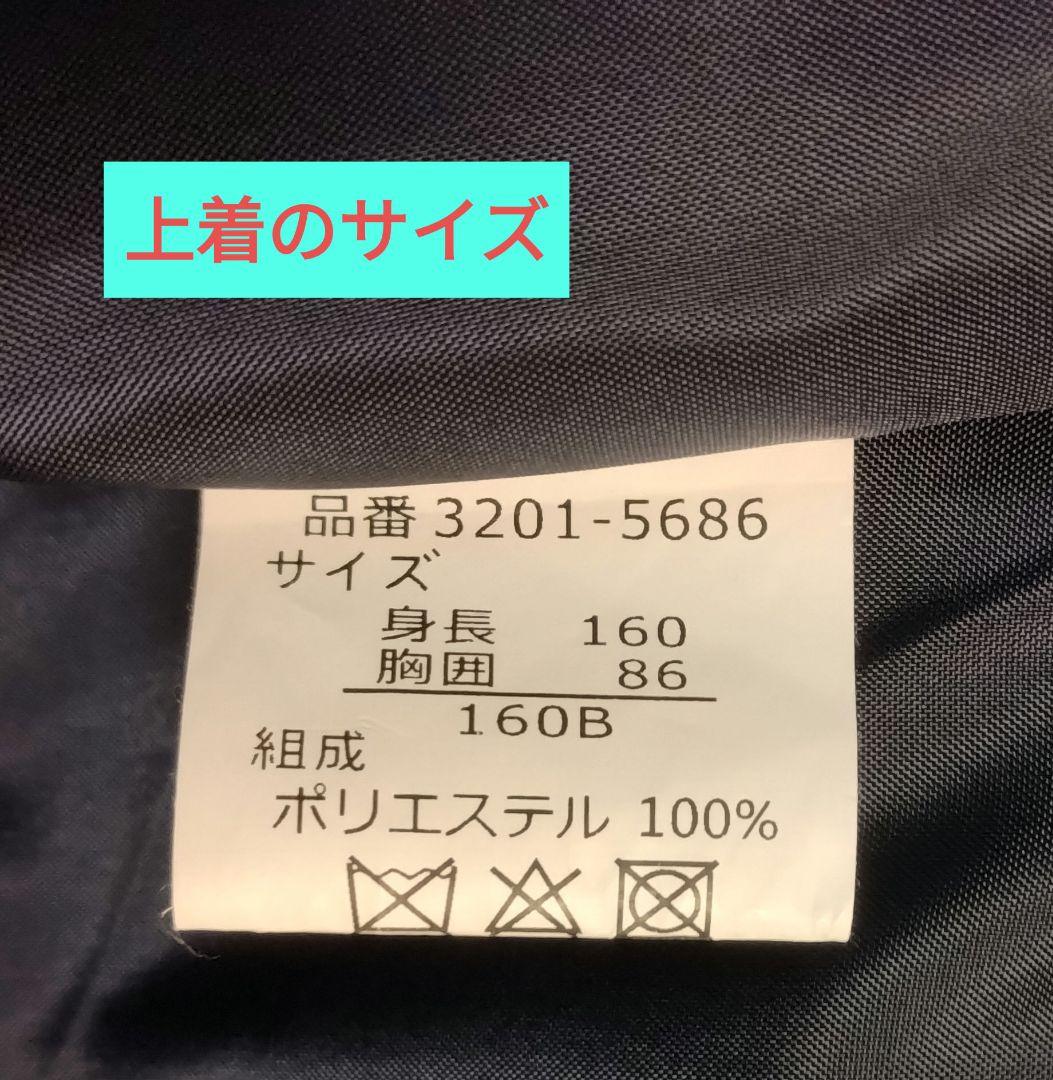 上着のサイズ
品番 3201-5686
サイズ
身長 160
胸囲 86
160B
組成
ポリエステル 100%